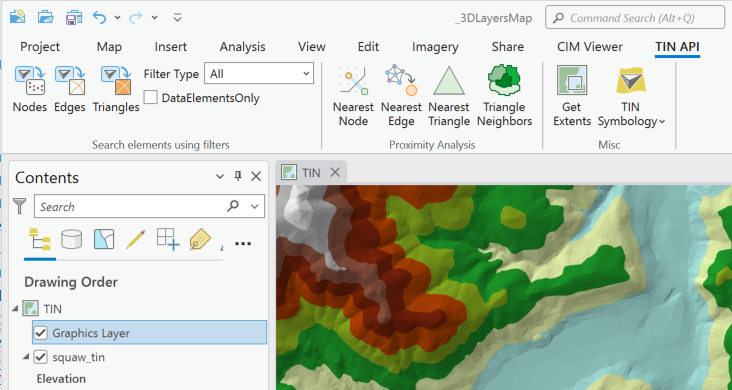 _3DLayersMap
Command Search (Alt+Q)
Project Map Insert Analysis View Edit Imagery Share CIM Viewer TIN API
Nodes Edges Triangles
Filter Type All
DataElementsOnly
Search elements using filters
Nearest Node
Nearest Edge
Nearest Triangle
Triangle Neighbors
Proximity Analysis
Get Extents
TIN Symbology
Misc
Contents
Search
Drawing Order
TIN
Graphics Layer
squaw_tin
Elevation
TIN